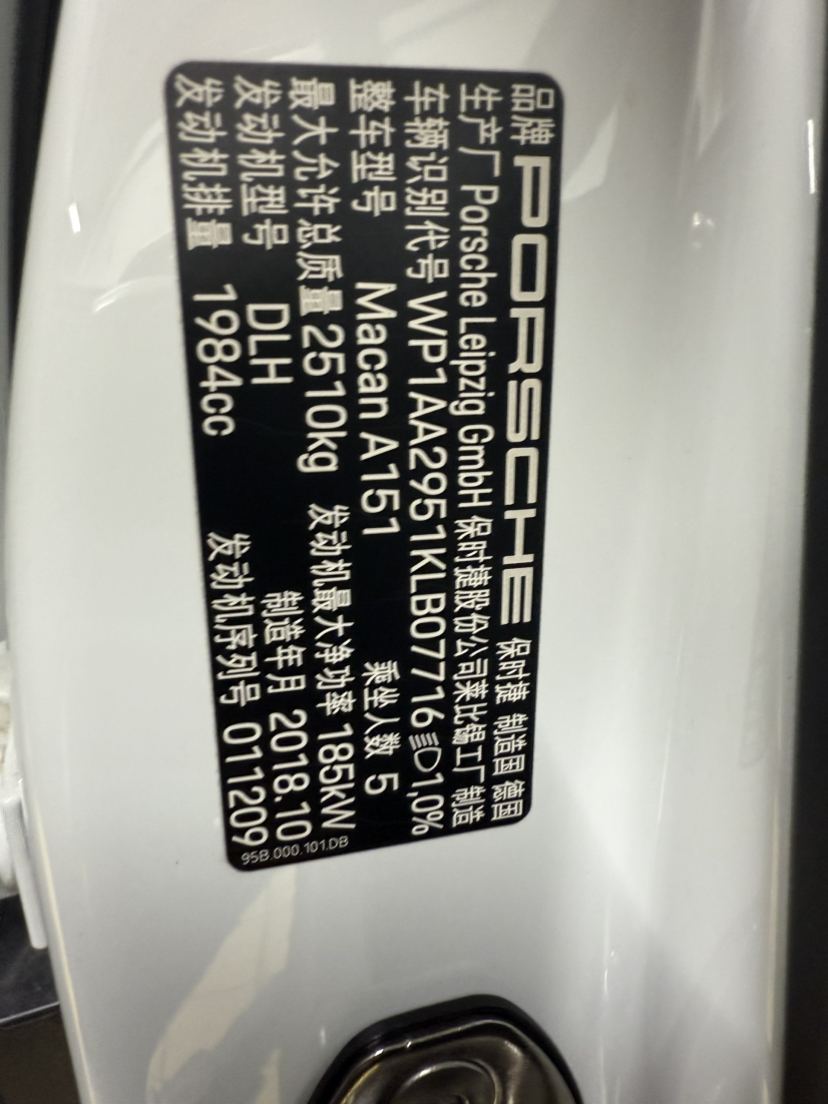 品牌 PORSCHE 保时捷 制造国 德国
生产厂 Porsche Leipzig GmbH 保时捷股份公司莱比锡工厂 制造
车辆识别代号 WP1AA2951KLB07716 1,0%
整车型号 Macan A151 乘坐人数 5
最大允许总质量 2510kg 发动机最大净功率 185kW
发动机型号 DLH 制造年月 2018.10
发动机排量 1984cc 发动机序列号 011209
95B.000.101.DB